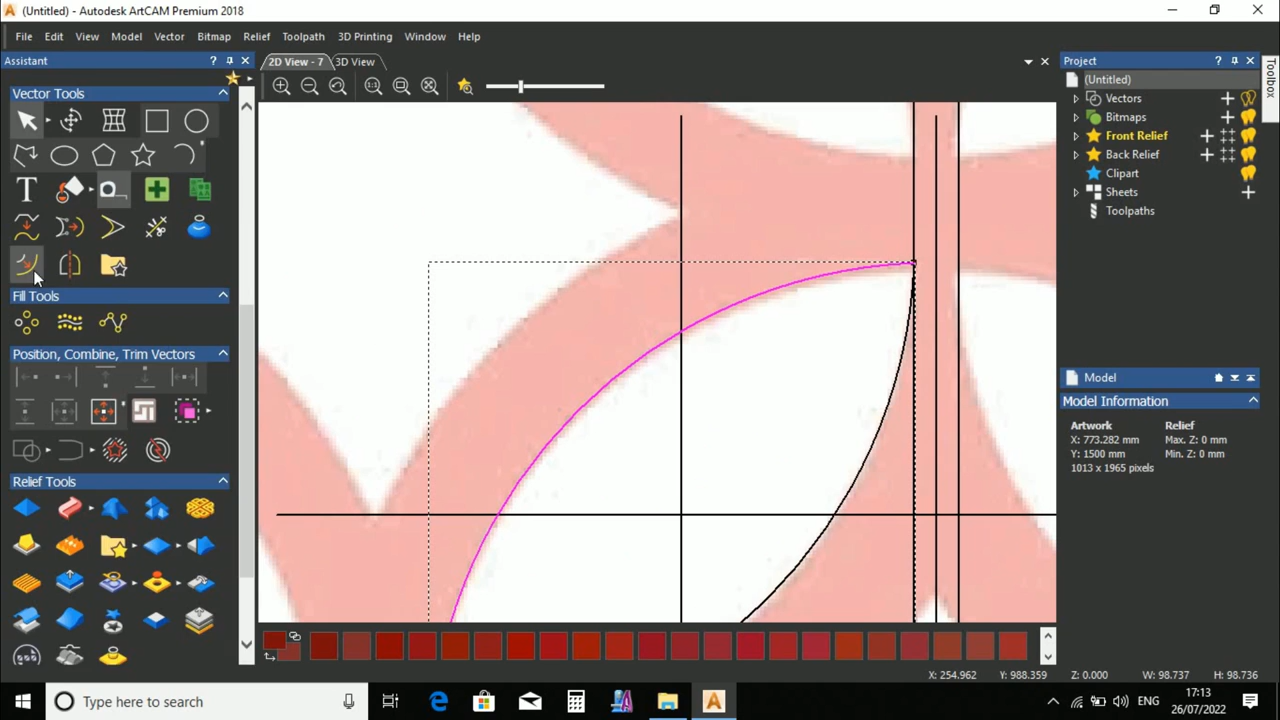 (Untitled) - Autodesk ArtCAM Premium 2018
File Edit View Model Vector Bitmap Relief Toolpath 3D Printing Window Help
Assistant
2D View - 7
3D View
Vector Tools
T
Fill Tools
Position, Combine, Trim Vectors
Relief Tools
Project
Toolbox
(Untitled)
Vectors
Bitmaps
Front Relief
Back Relief
Clipart
Sheets
Toolpaths
Model
Model Information
Artwork Relief
X: 773.282 mm Max. Z: 0 mm
Y: 1500 mm Min. Z: 0 mm
1013 x 1965 pixels
X: 254.962 Y: 988.359 Z: 0.000 W: 98.737 H: 98.736
Type here to search
ENG
17:13
26/07/2022